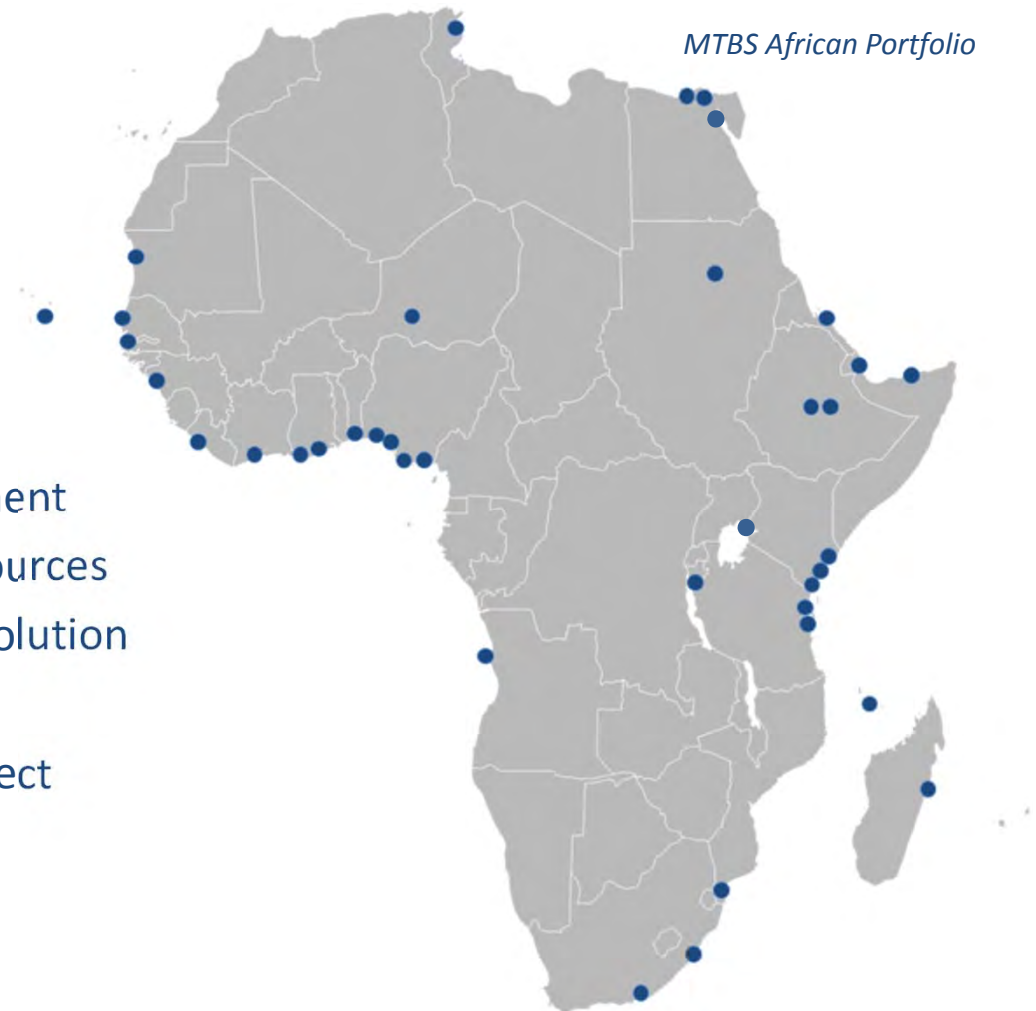 MTBS African Portfolio
ent
ources
olution
ect